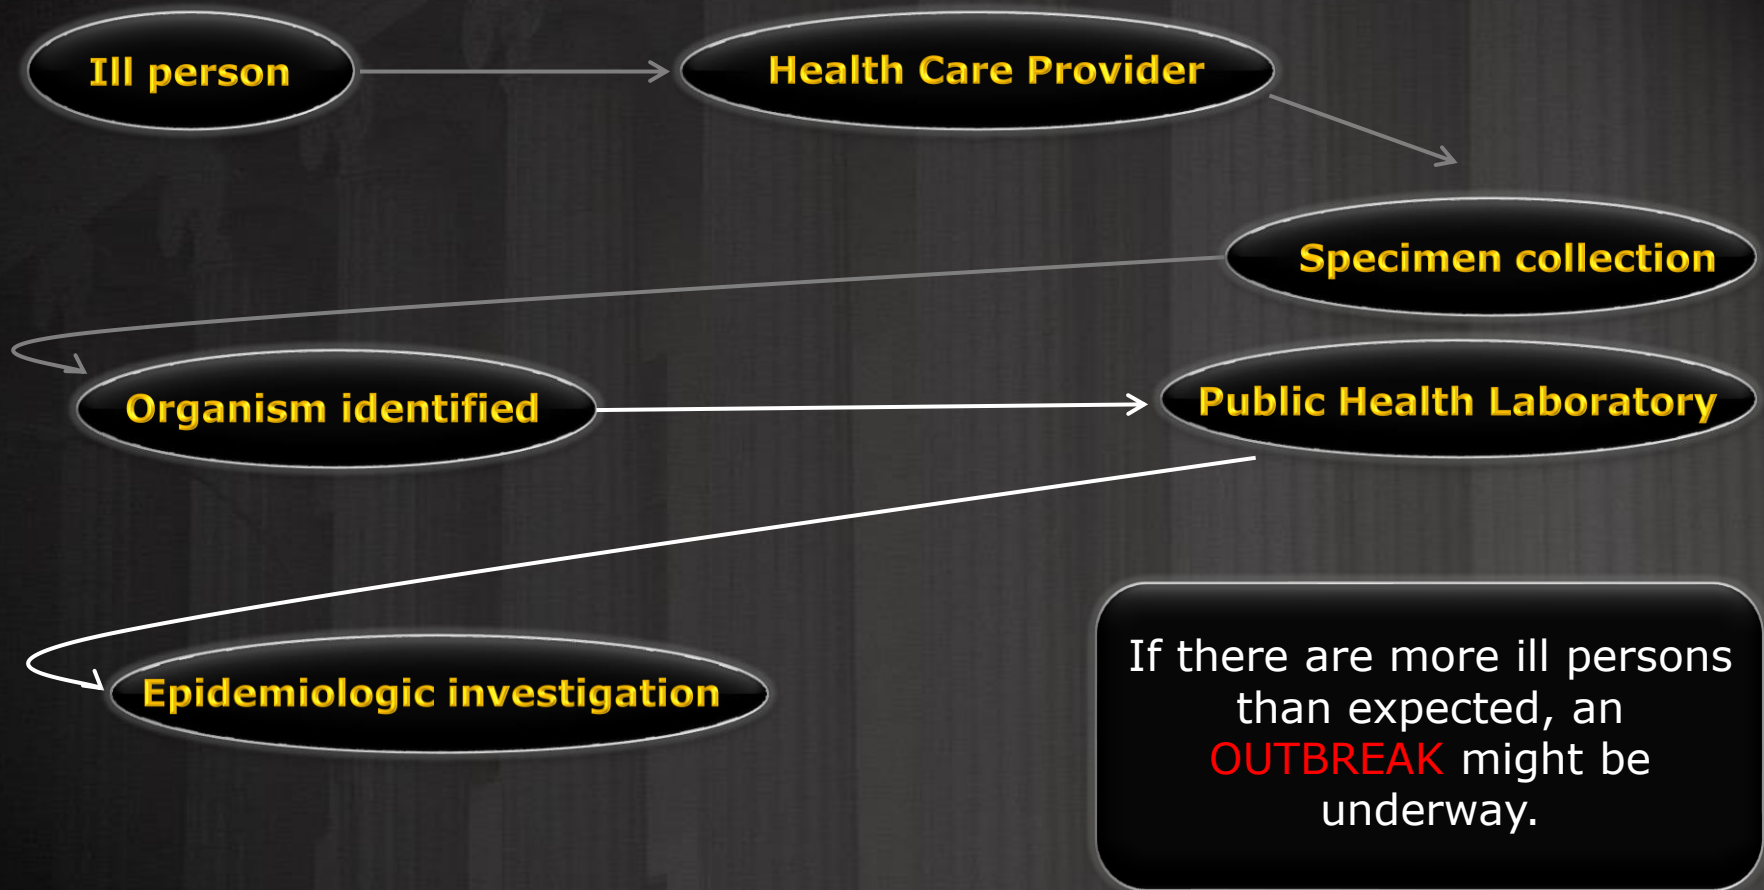 Ill person
Health Care Provider
Specimen collection
Organism identified
Public Health Laboratory
Epidemiologic investigation
If there are more ill persons
than expected, an
OUTBREAK might be
underway.